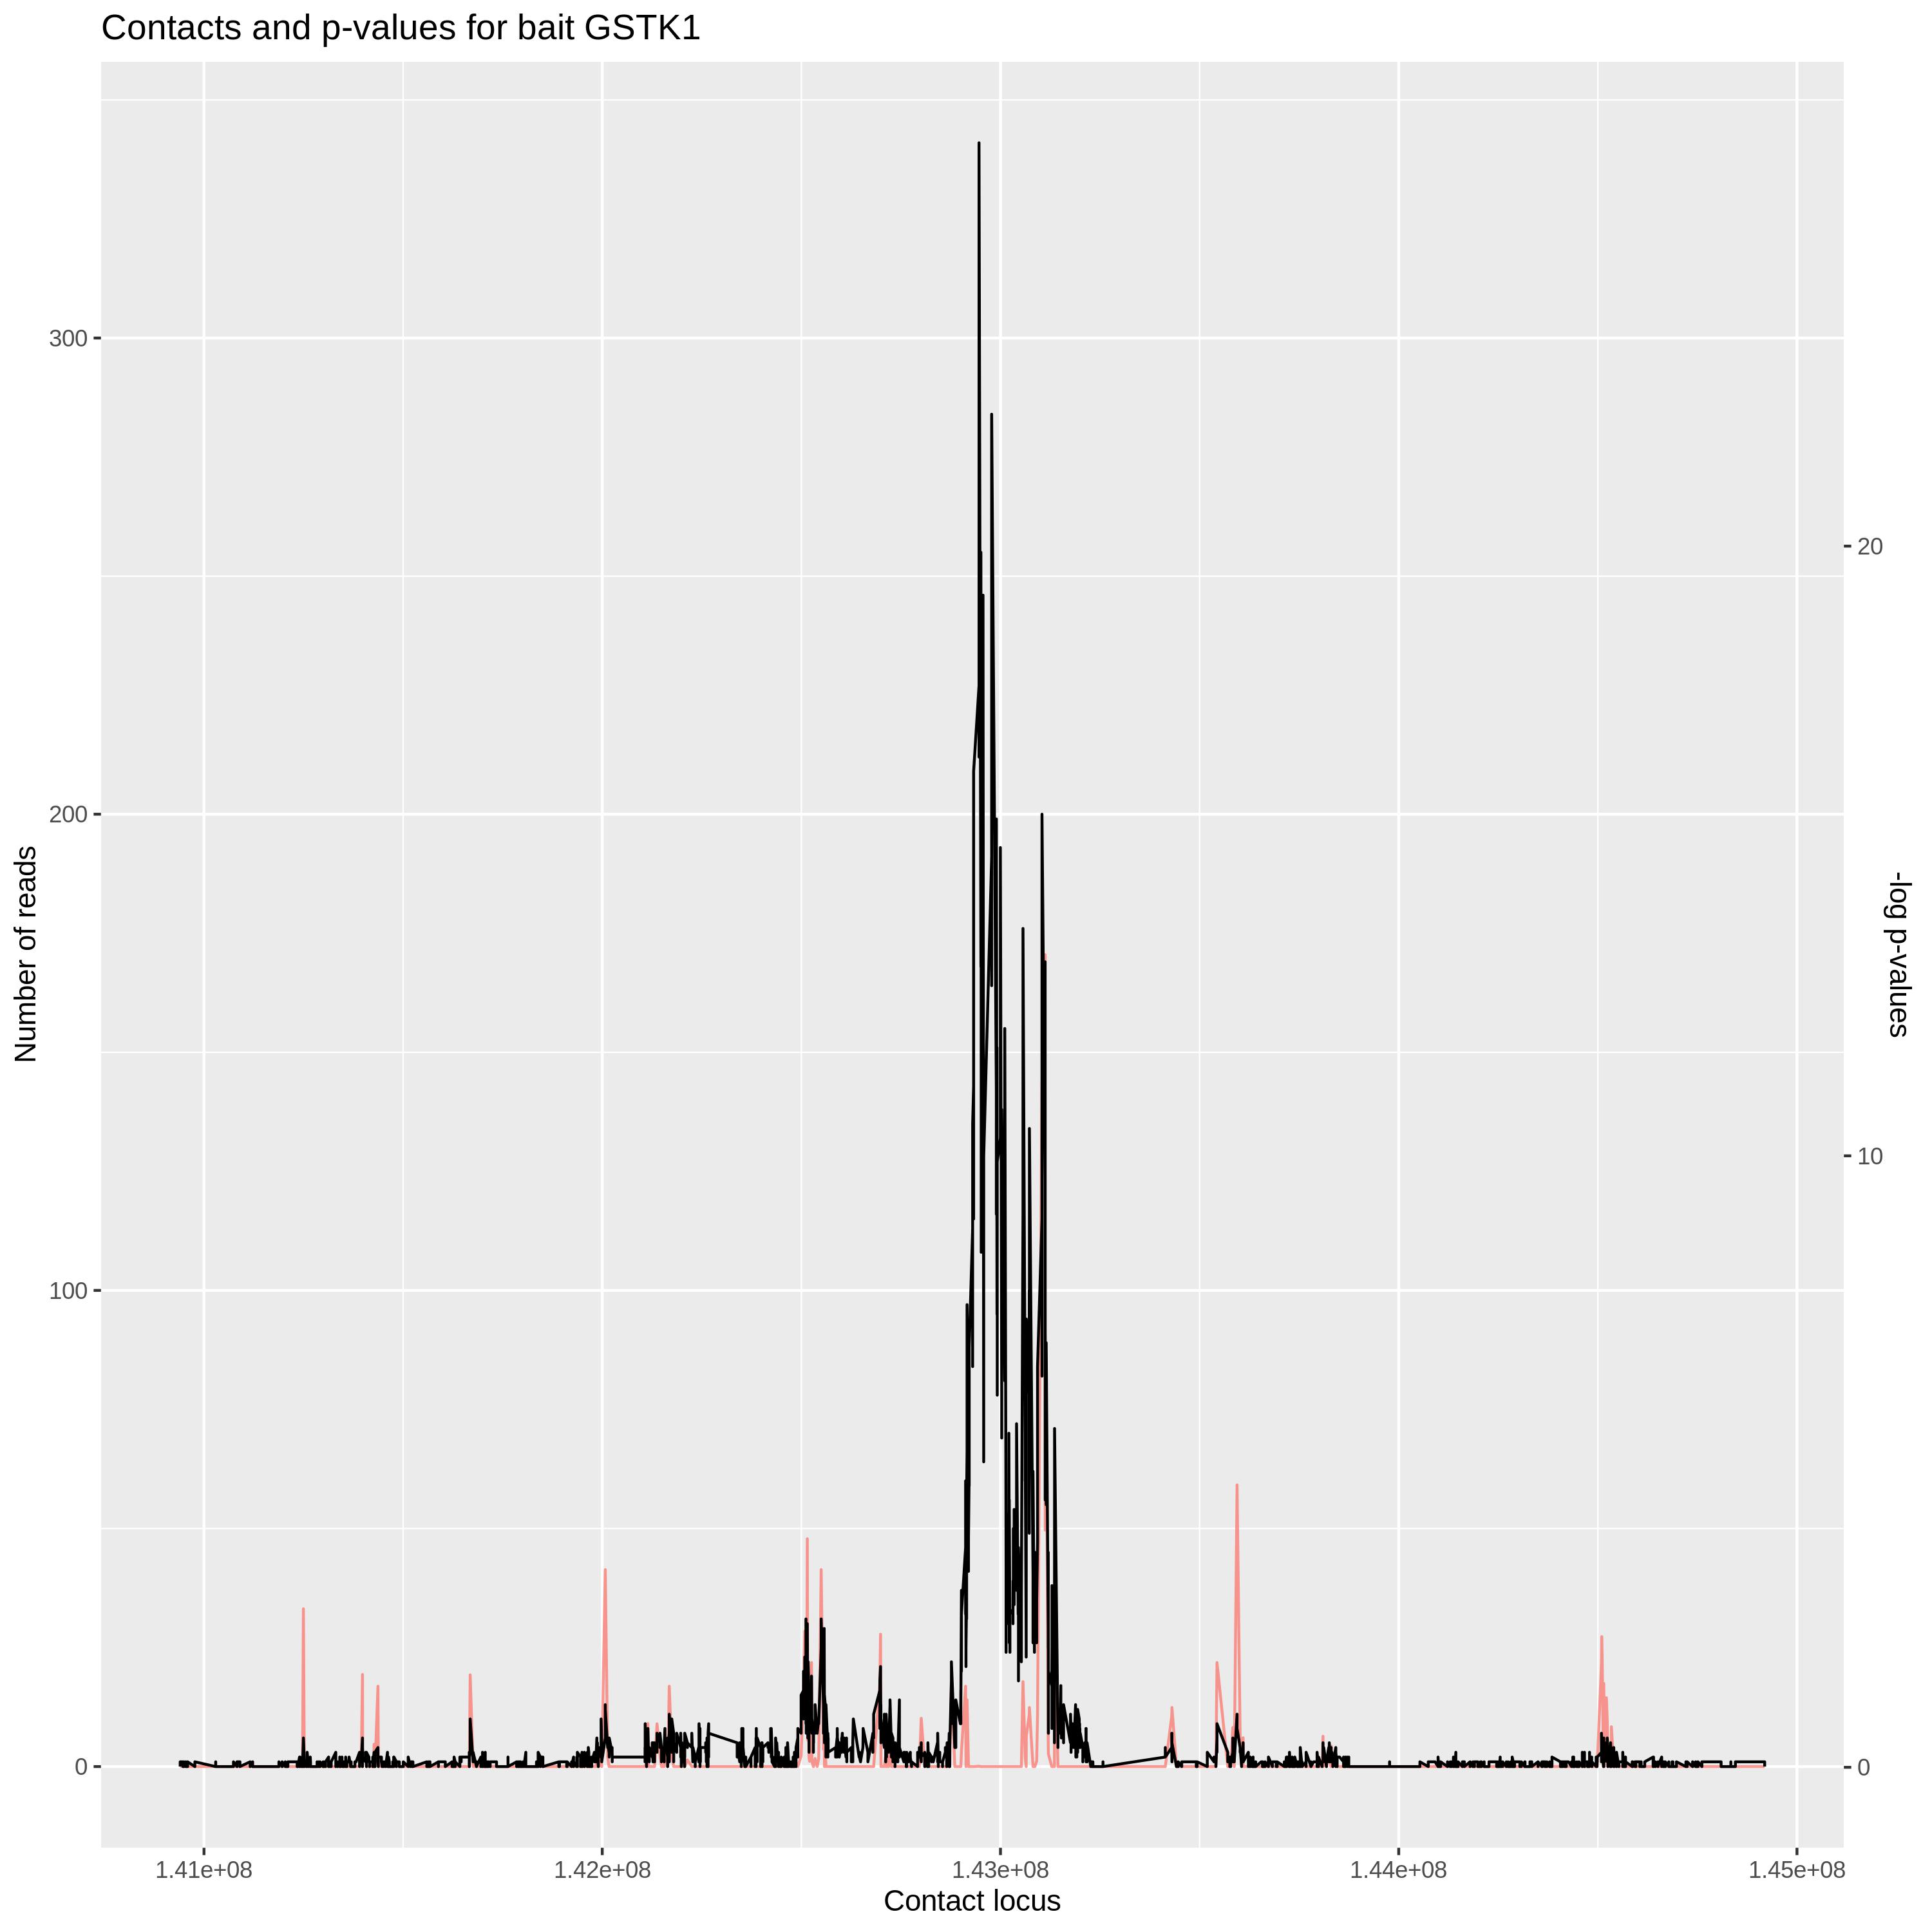 Contacts and p-values for bait GSTK1
300
200
100
0
Number of reads
20
10
0
-log p-values
1.41e+08
1.42e+08
1.43e+08
1.44e+08
1.45e+08
Contact locus